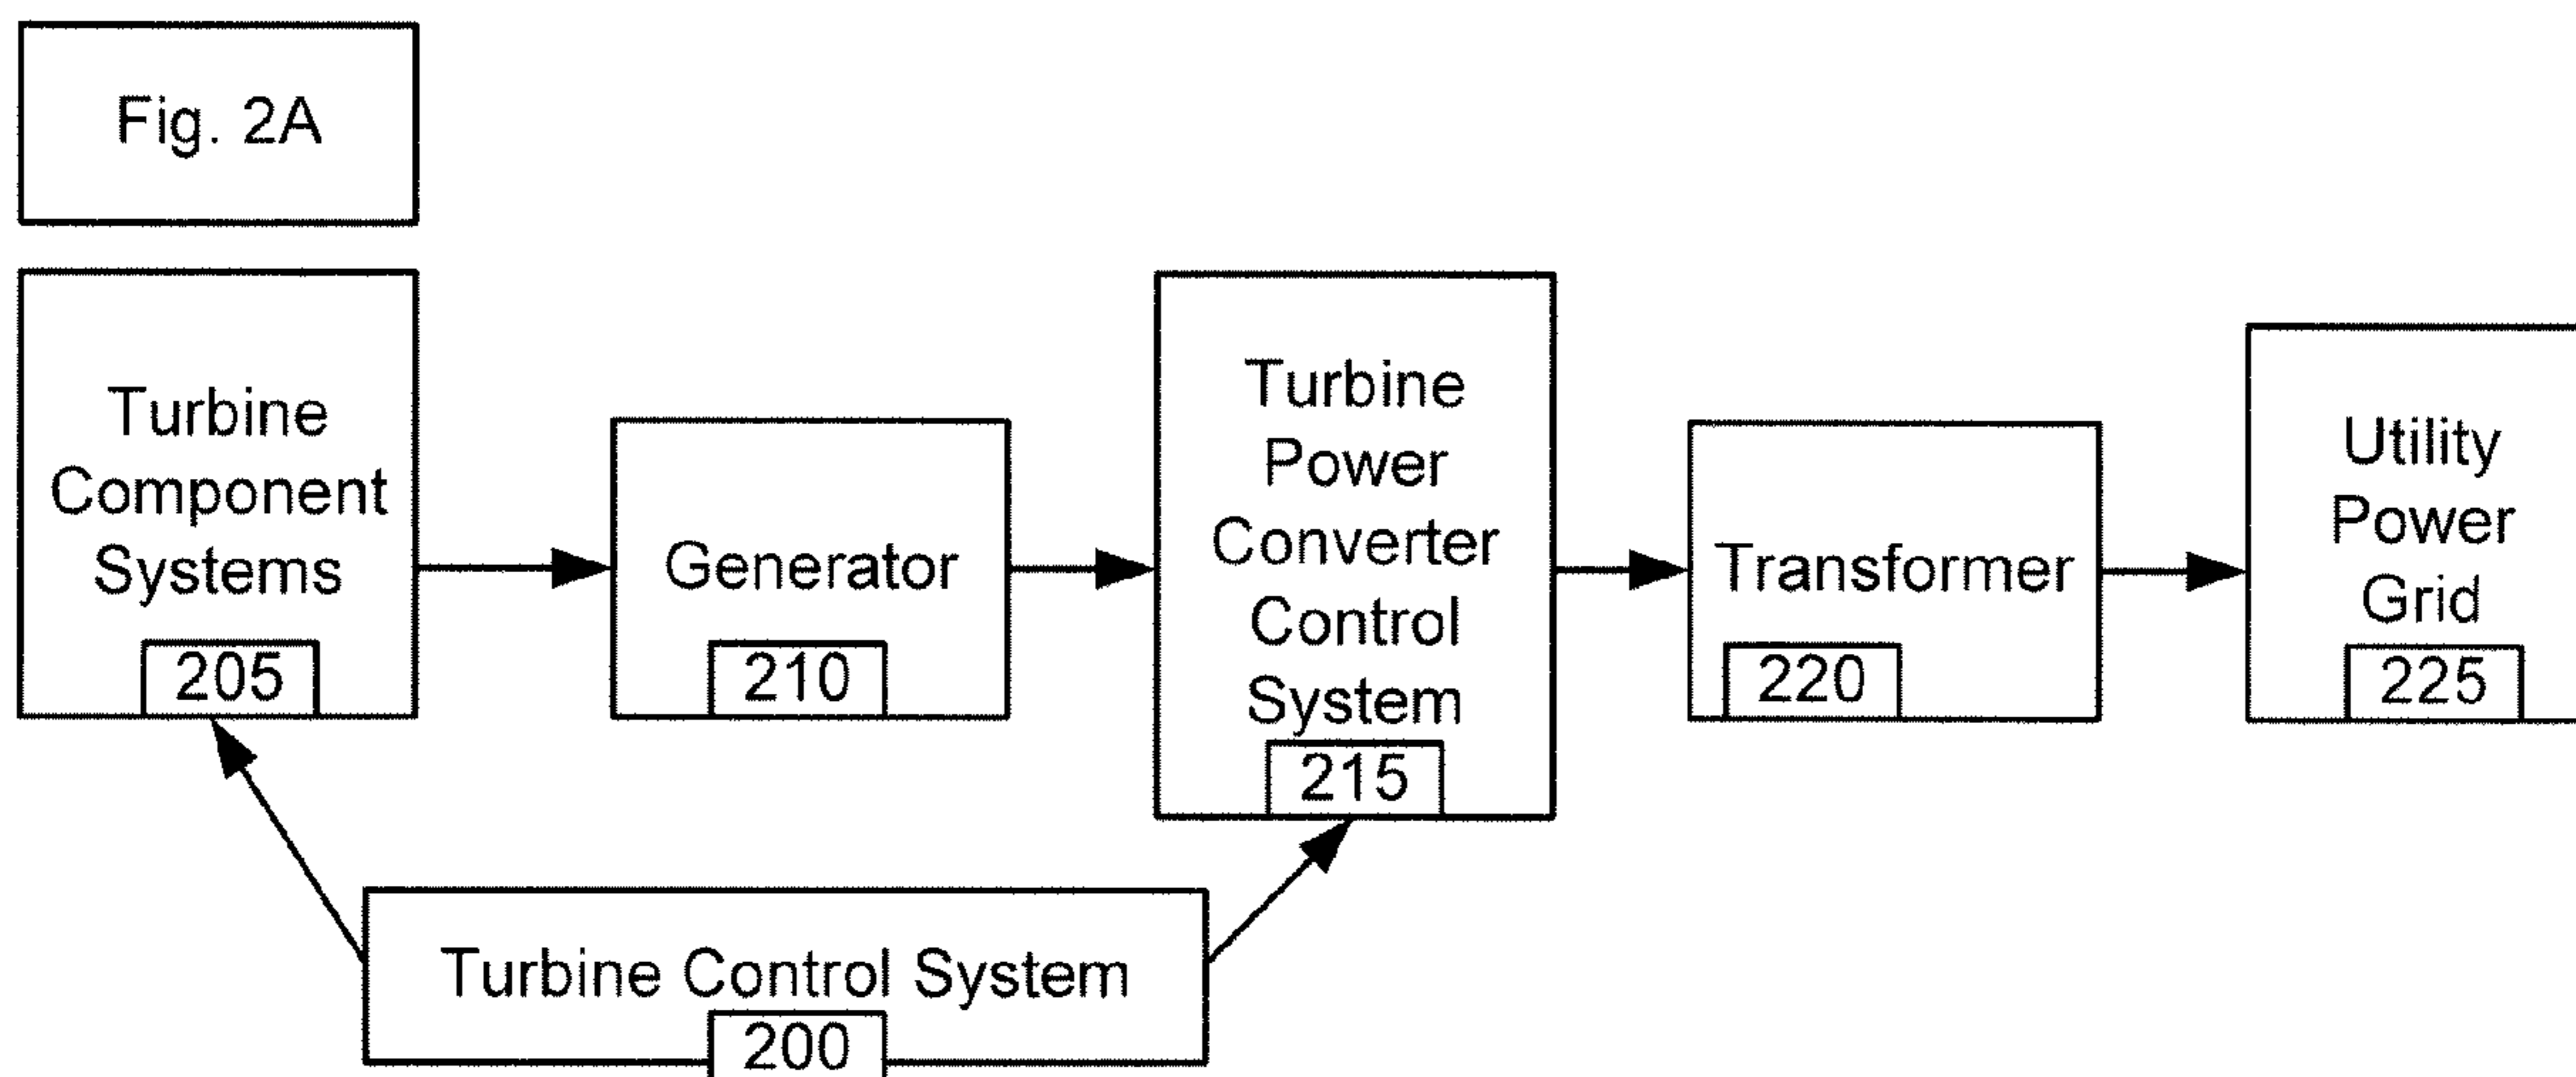 Fig. 2A
Turbine
Component
Systems
205
Generator
210
Turbine
Power
Converter
Control
System
215
Transformer
220
Utility
Power
Grid
225
Turbine Control System
200